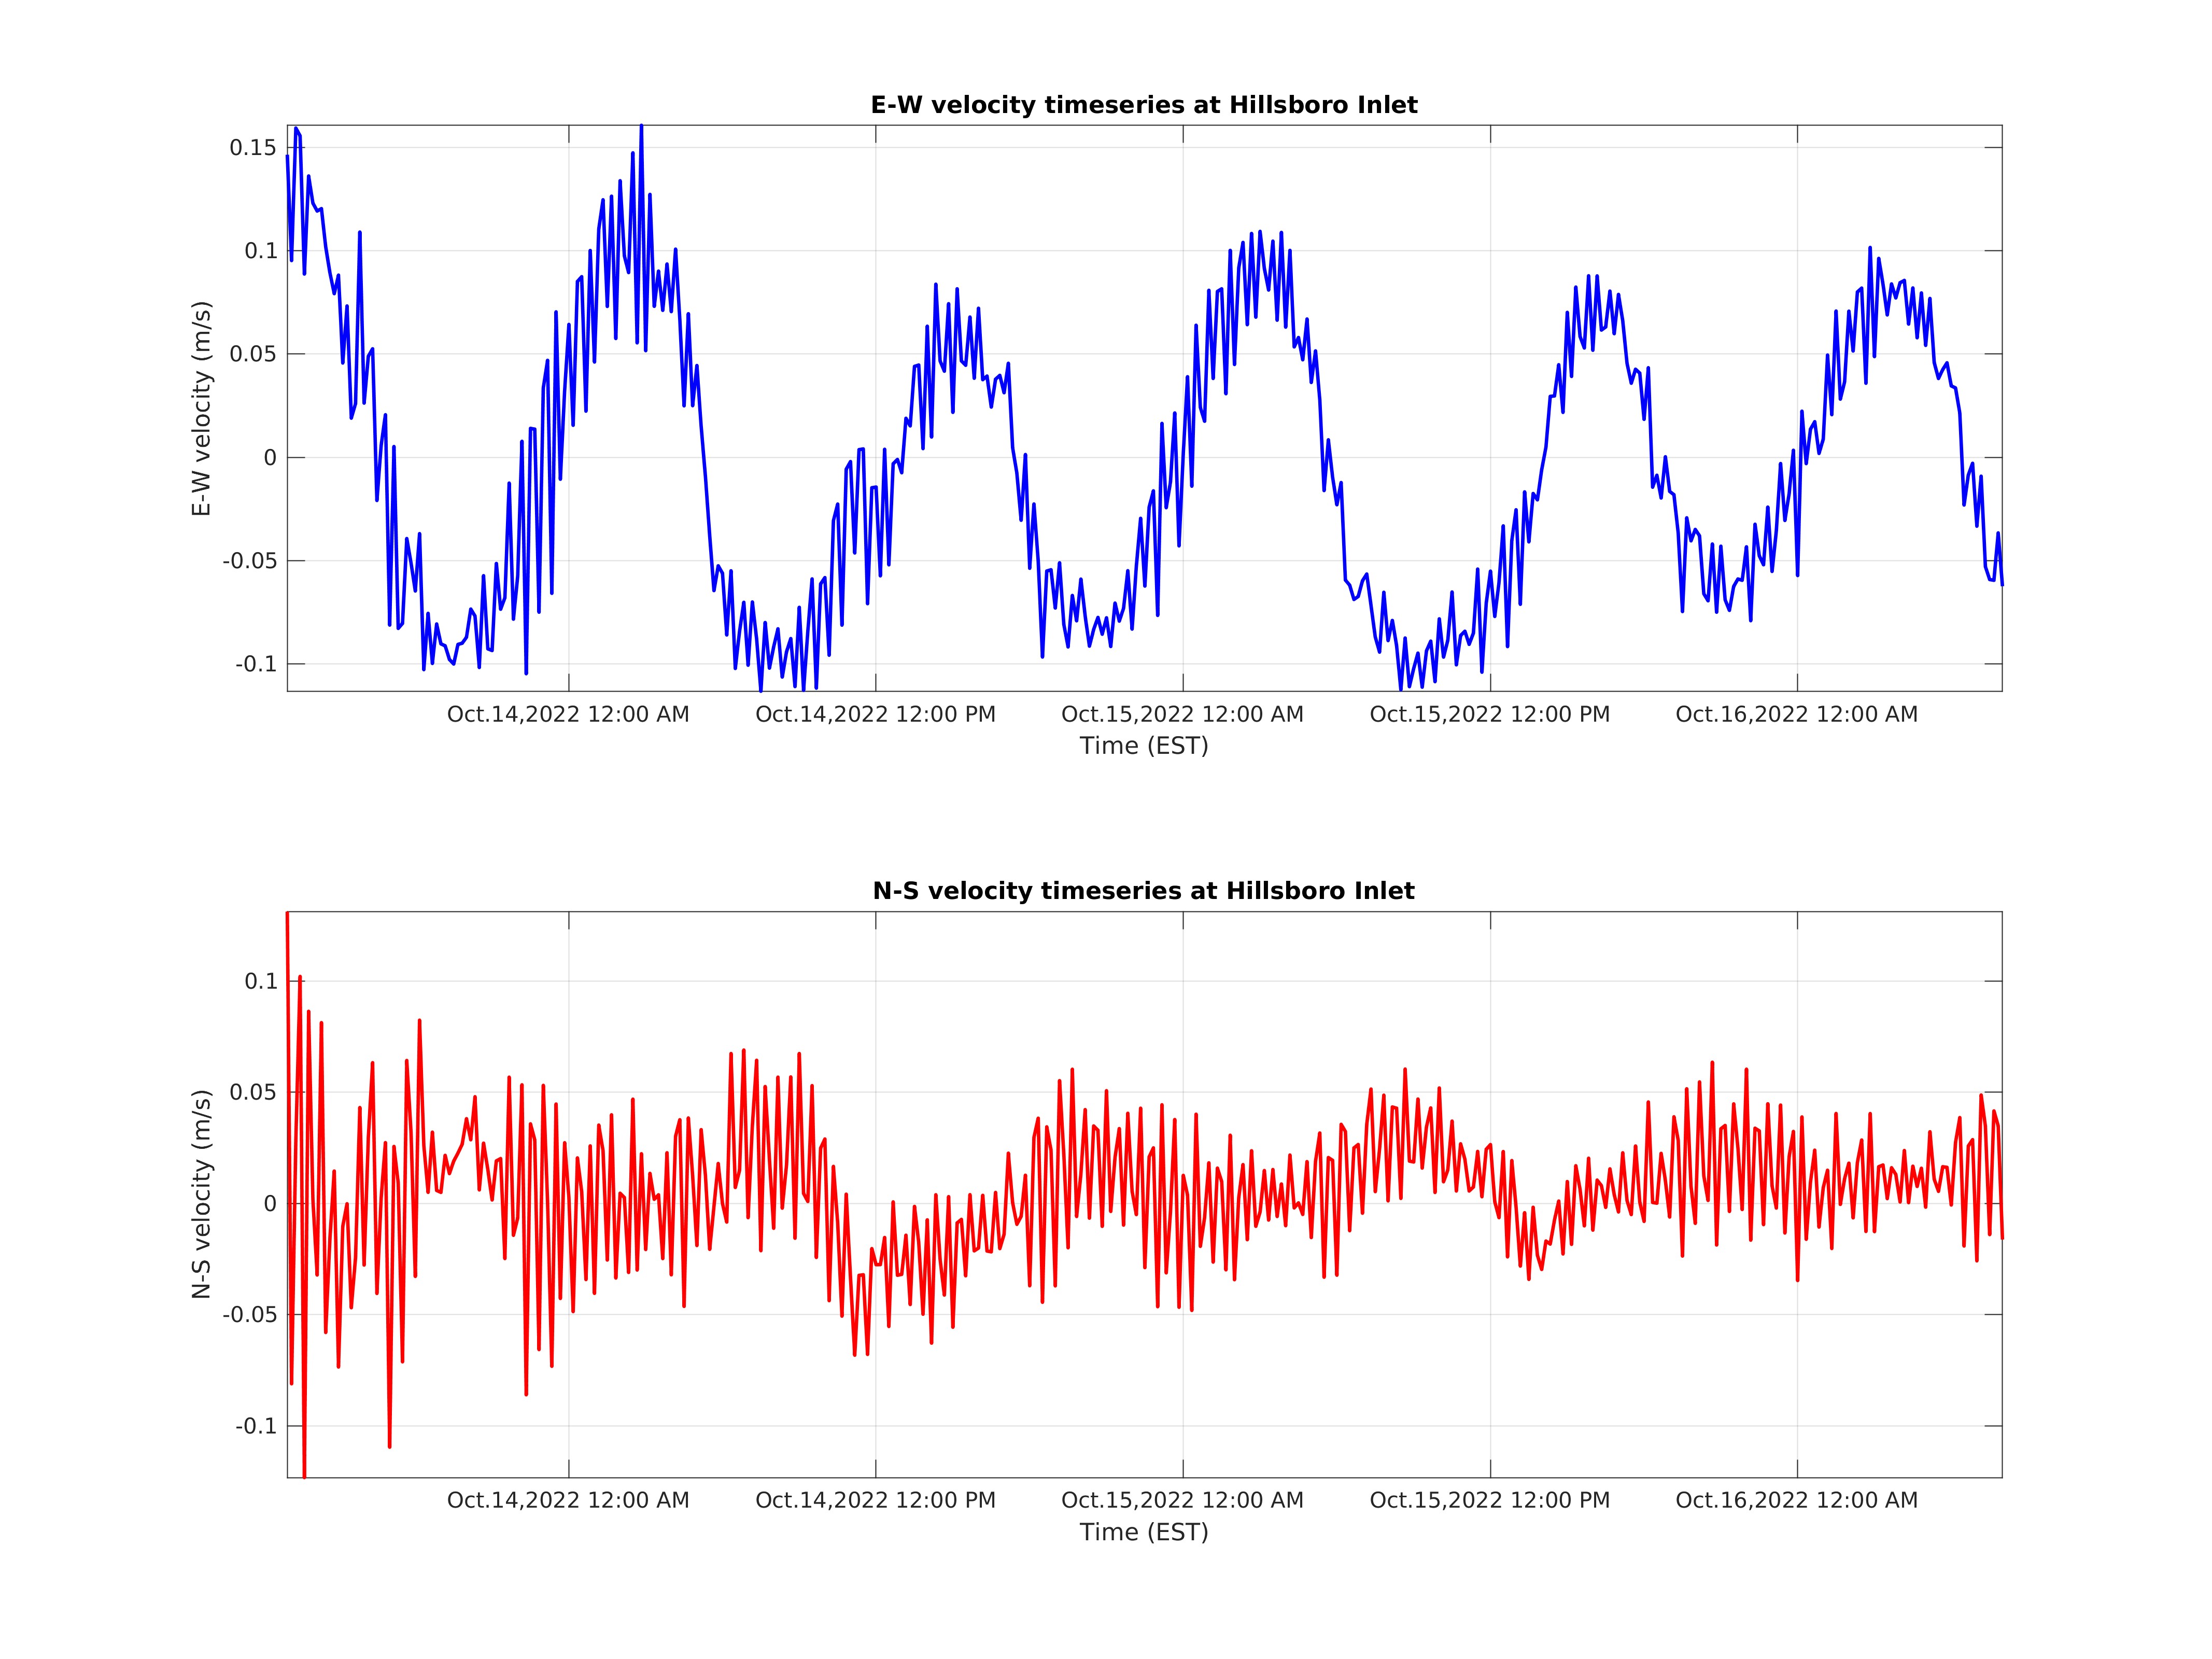 E-W velocity timeseries at Hillsboro Inlet
0.15
0.1
0.05
0
-0.05
-0.1
E-W velocity (m/s)
Oct.14,2022 12:00 AM Oct.14,2022 12:00 PM Oct.15,2022 12:00 AM Oct.15,2022 12:00 PM Oct.16,2022 12:00 AM
Time (EST)
N-S velocity timeseries at Hillsboro Inlet
0.1
0.05
0
-0.05
-0.1
N-S velocity (m/s)
Oct.14,2022 12:00 AM Oct.14,2022 12:00 PM Oct.15,2022 12:00 AM Oct.15,2022 12:00 PM Oct.16,2022 12:00 AM
Time (EST)